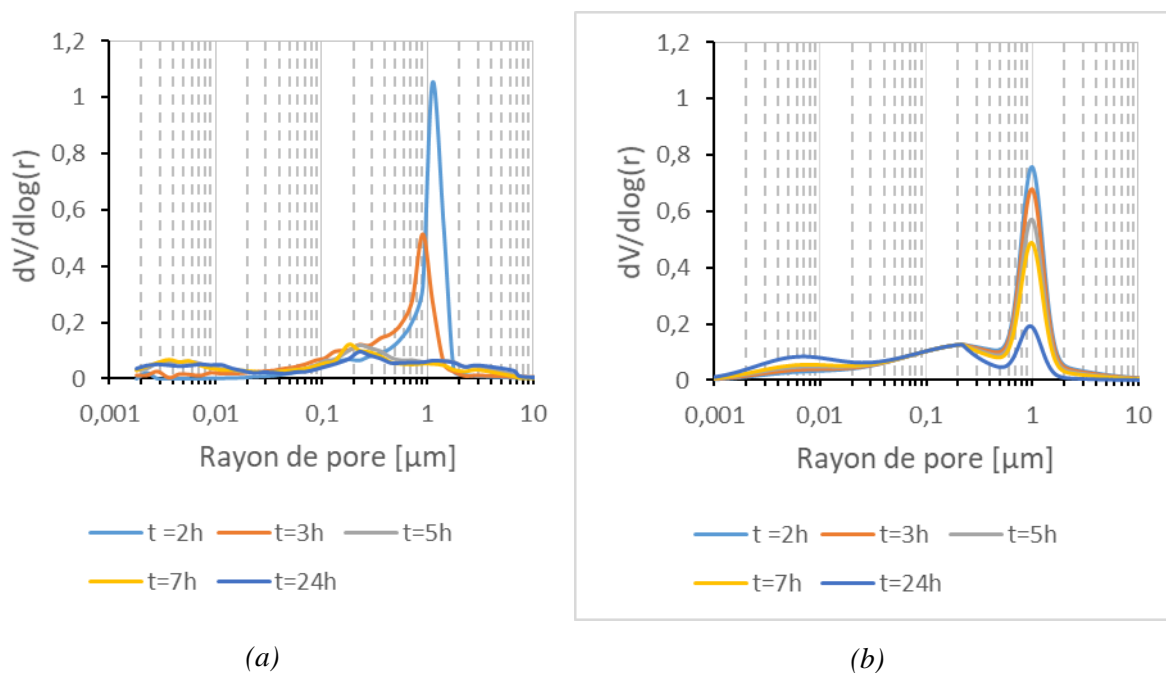 1,2
1
0,8
0,6
0,4
0,2
0
dV/dlog(r)
0,001 0,01 0,1 1 10
Rayon de pore [µm]
t =2h t=3h t=5h
t=7h t=24h
(a)
1,2
1
0,8
0,6
0,4
0,2
0
dV/dlog(r)
0,001 0,01 0,1 1 10
Rayon de pore [µm]
t =2h t=3h t=5h
t=7h t=24h
(b)